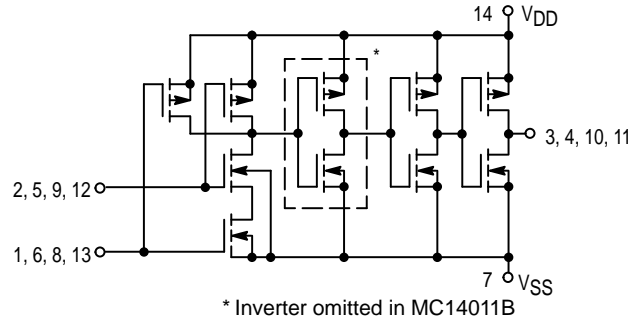 14
VDD
*
3, 4, 10, 11
2, 5, 9, 12
1, 6, 8, 13
7
VSS
* Inverter omitted in MC14011B